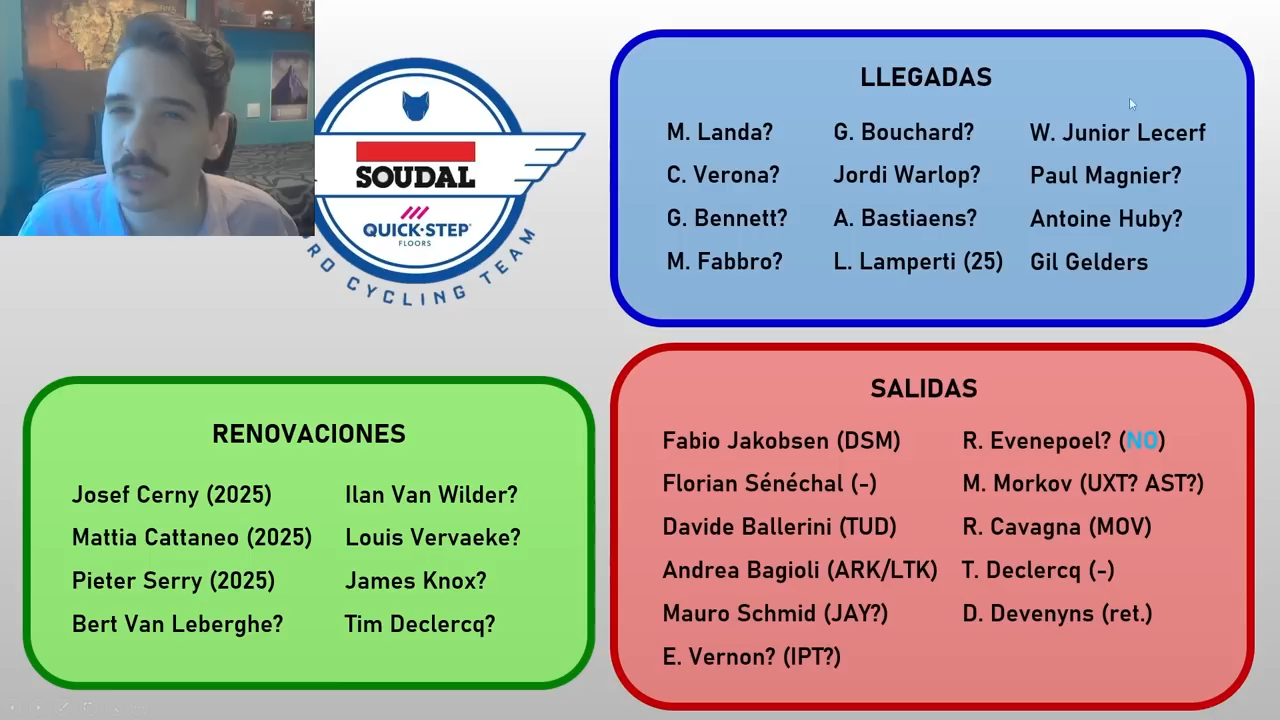 SOUDAL
QUICK-STEP
FLOORS
RO CYCLING TEAM
LLEGADAS
M. Landa?
C. Verona?
G. Bennett?
M. Fabbro?
G. Bouchard?
Jordi Warlop?
A. Bastiaens?
L. Lamperti (25)
W. Junior Lecerf
Paul Magnier?
Antoine Huby?
Gil Gelders
RENOVACIONES
Josef Cerny (2025)
Mattia Cattaneo (2025)
Pieter Serry (2025)
Bert Van Leberghe?
Ilan Van Wilder?
Louis Vervaeke?
James Knox?
Tim Declercq?
SALIDAS
Fabio Jakobsen (DSM)
Florian Sénéchal (-)
Davide Ballerini (TUD)
Andrea Bagioli (ARK/LTK)
Mauro Schmid (JAY?)
E. Vernon? (IPT?)
R. Evenepoel? (NO)
M. Morkov (UXT? AST?)
R. Cavagna (MOV)
T. Declercq (-)
D. Devenyns (ret.)